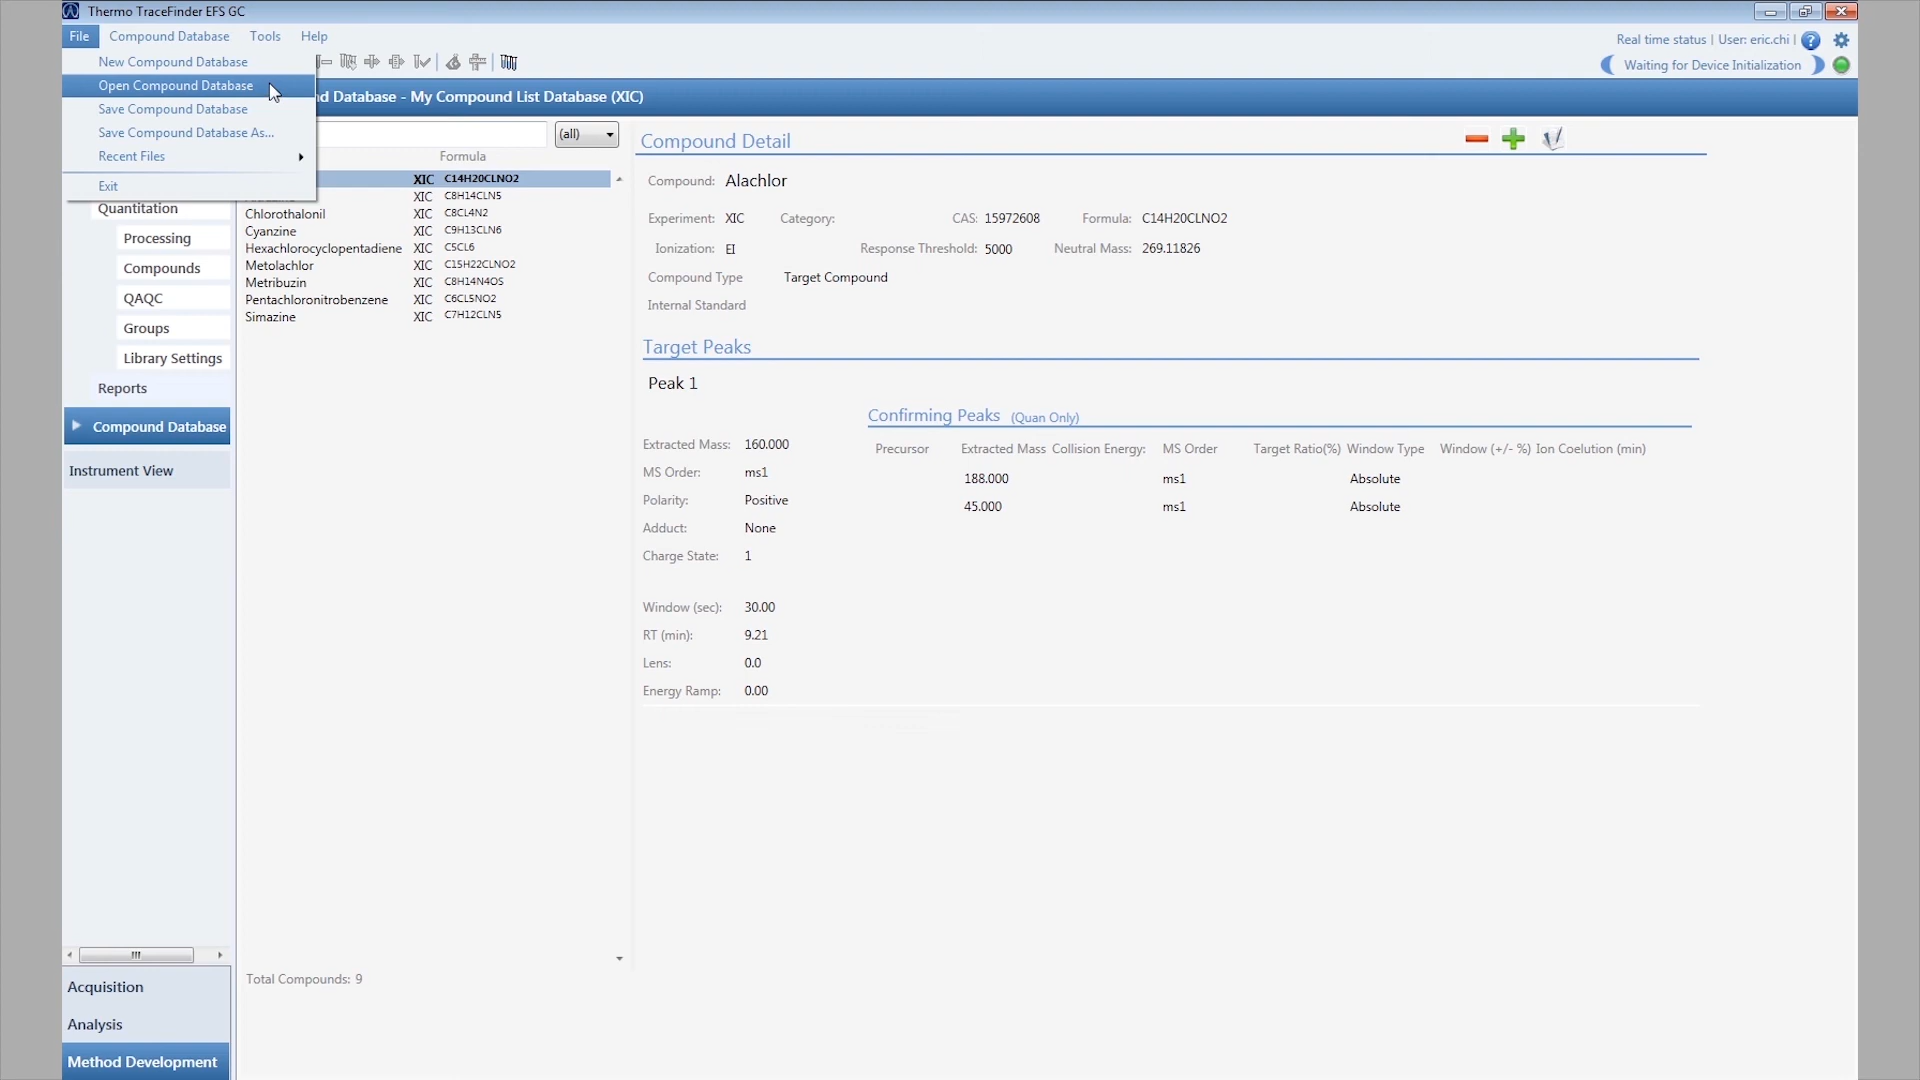 Thermo TraceFinder EFS GC
File Compound Database Tools Help
Real time status | User: eric.chi |
Waiting for Device Initialization
New Compound Database
Open Compound Database
Save Compound Database
Save Compound Database As...
Recent Files
Exit
Database - My Compound List Database (XIC)
(all)
Formula
XIC C14H20CLNO2
XIC C8H14CLN5
Chlorothalonil XIC C8CL4N2
Cyanzine XIC C9H13CLN6
Hexachlorocyclopentadiene XIC C5CL6
Metolachlor XIC C15H22CLNO2
Metribuzin XIC C8H14N4OS
Pentachloronitrobenzene XIC C6CL5NO2
Simazine XIC C7H12CLN5
Total Compounds: 9
Quantitation
Processing
Compounds
QAQC
Groups
Library Settings
Reports
Compound Database
Instrument View
Acquisition
Analysis
Method Development
Compound Detail
Compound: Alachlor
Experiment: XIC Category: CAS: 15972608 Formula: C14H20CLNO2
Ionization: EI Response Threshold: 5000 Neutral Mass: 269.11826
Compound Type Target Compound
Internal Standard
Target Peaks
Peak 1
Extracted Mass: 160.000
MS Order: ms1
Polarity: Positive
Adduct: None
Charge State: 1
Window (sec): 30.00
RT (min): 9.21
Lens: 0.0
Energy Ramp: 0.00
Confirming Peaks (Quan Only)
Precursor Extracted Mass Collision Energy: MS Order Target Ratio(%) Window Type Window (+/- %) Ion Coelution (min)
188.000 ms1 Absolute
45.000 ms1 Absolute